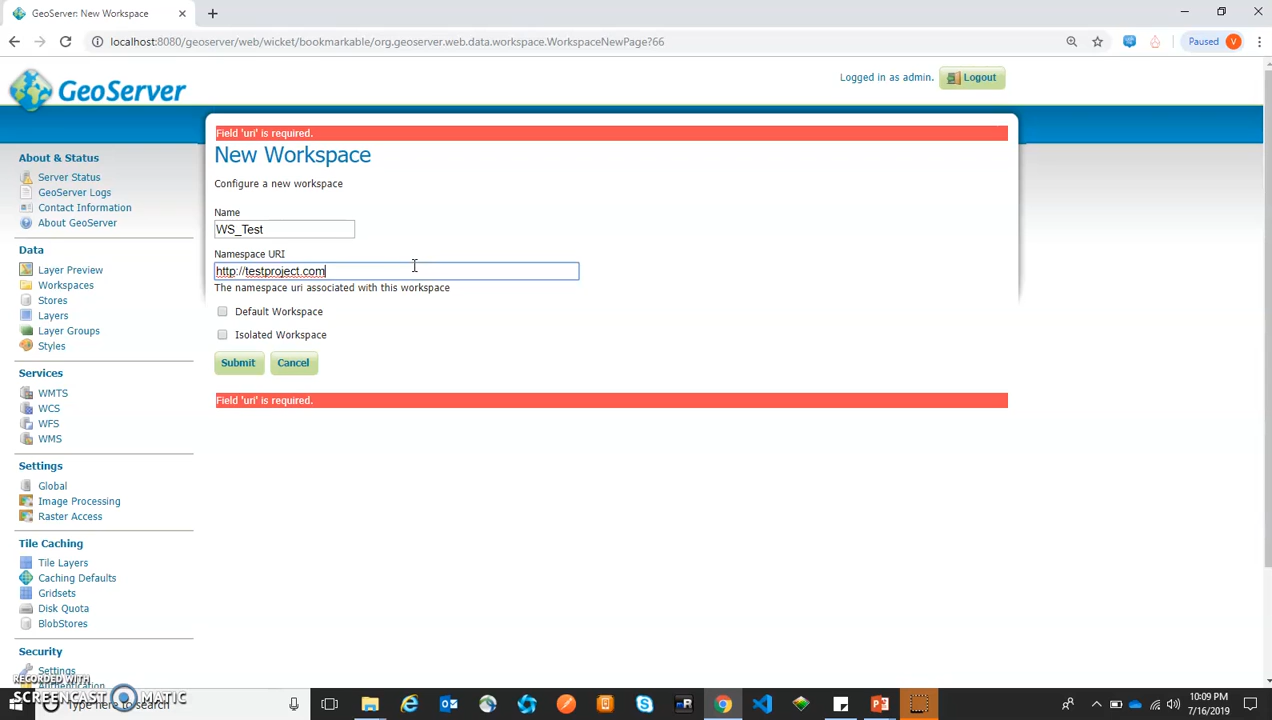 GeoServer: New Workspace
localhost:8080/geoserver/web/wicket/bookmarkable/org.geoserver.web.data.workspace.WorkspaceNewPage?66
Paused V
GeoServer
Logged in as admin. Logout
Field 'uri' is required.
New Workspace
Configure a new workspace
Name
WS_Test
Namespace URI
http://testproject.com
The namespace uri associated with this workspace
Default Workspace
Isolated Workspace
Submit Cancel
Field 'uri' is required.
About & Status
Server Status
GeoServer Logs
Contact Information
About GeoServer
Data
Layer Preview
Workspaces
Stores
Layers
Layer Groups
Styles
Services
WMTS
WCS
WFS
WMS
Settings
Global
Image Processing
Raster Access
Tile Caching
Tile Layers
Caching Defaults
Gridsets
Disk Quota
BlobStores
Security
Settings
Authentication
RECORDED WITH
SCREENCAST MATIC
Type here to search
10:09 PM
7/16/2019